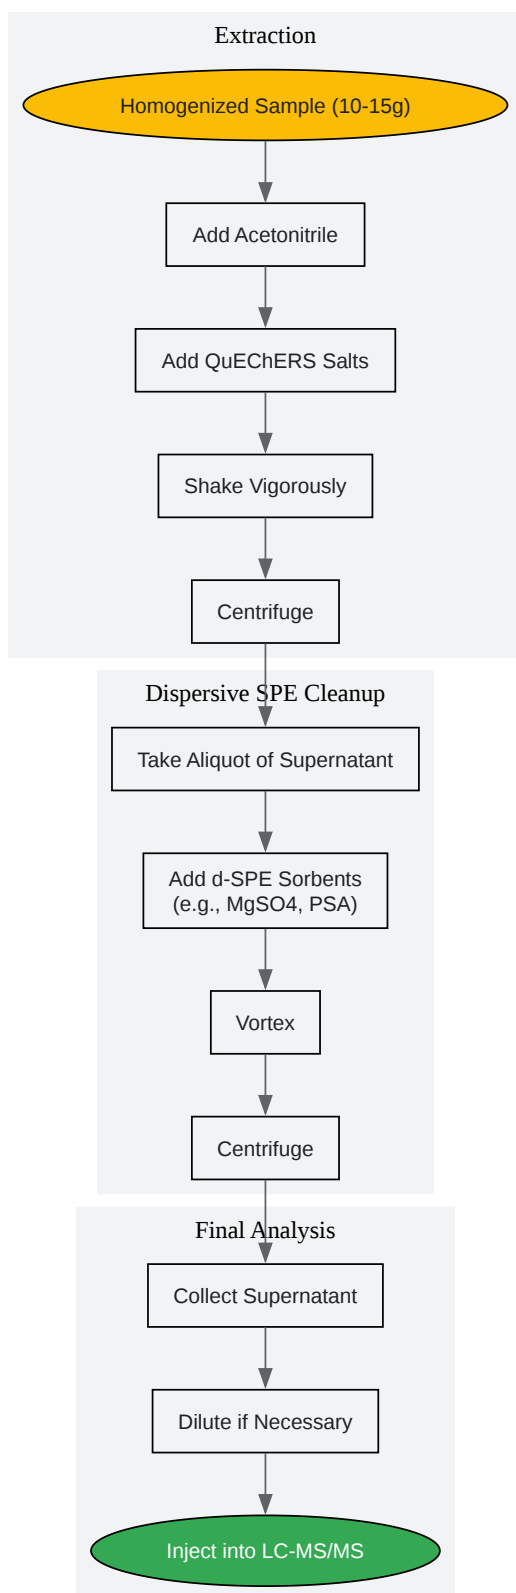 Extraction
Homogenized Sample (10-15g)
Add Acetonitrile
Add QuEChERS Salts
Shake Vigorously
Centrifuge
Dispersive SPE Cleanup
Take Aliquot of Supernatant
Add d-SPE Sorbents
(e.g., MgSO4, PSA)
Vortex
Centrifuge
Final Analysis
Collect Supernatant
Dilute if Necessary
Inject into LC-MS/MS